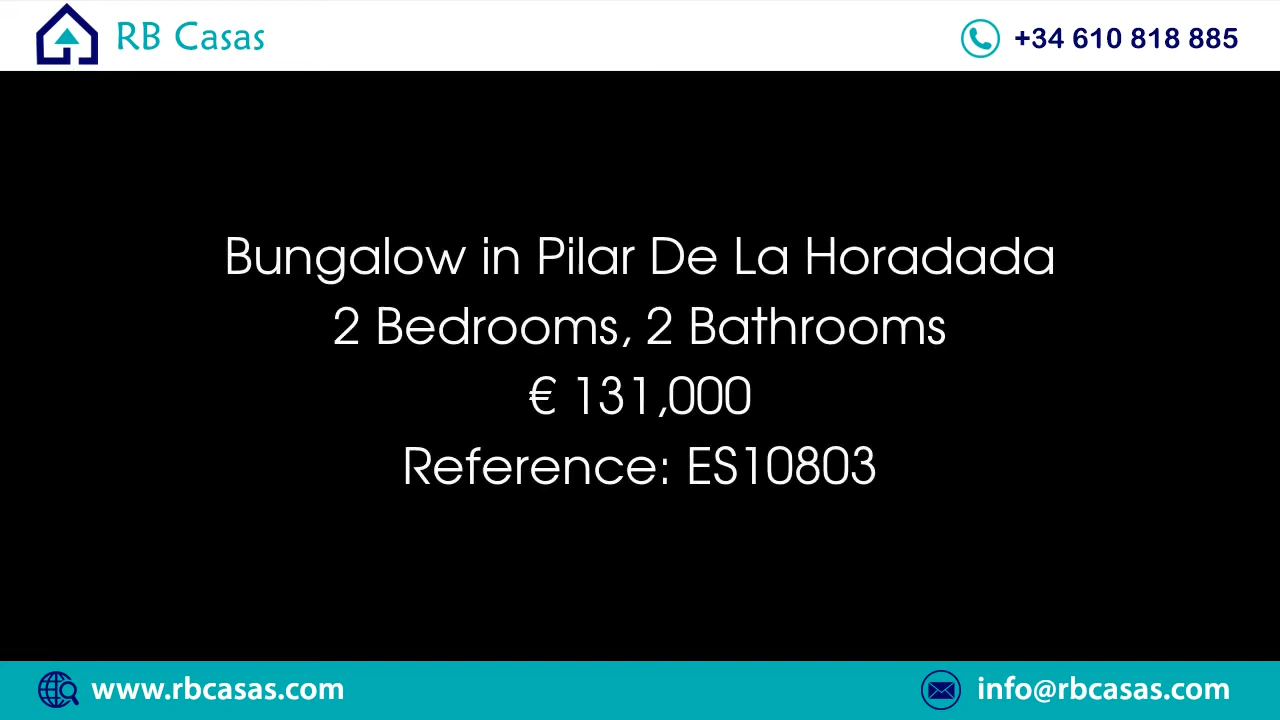 RB Casas
+34 610 818 885
Bungalow in Pilar De La Horadada
2 Bedrooms, 2 Bathrooms
€ 131,000
Reference: ES10803
www.rbcasas.com
info@rbcasas.com